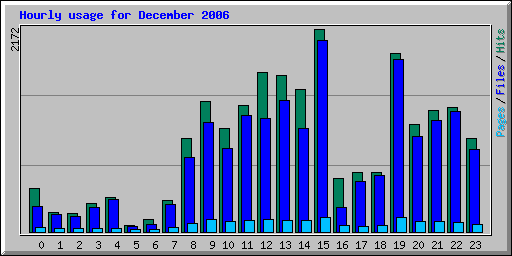 Hourly usage for December 2006
2172
Pages / Files / Hits
0 1 2 3 4 5 6 7 8 9 10 11 12 13 14 15 16 17 18 19 20 21 22 23